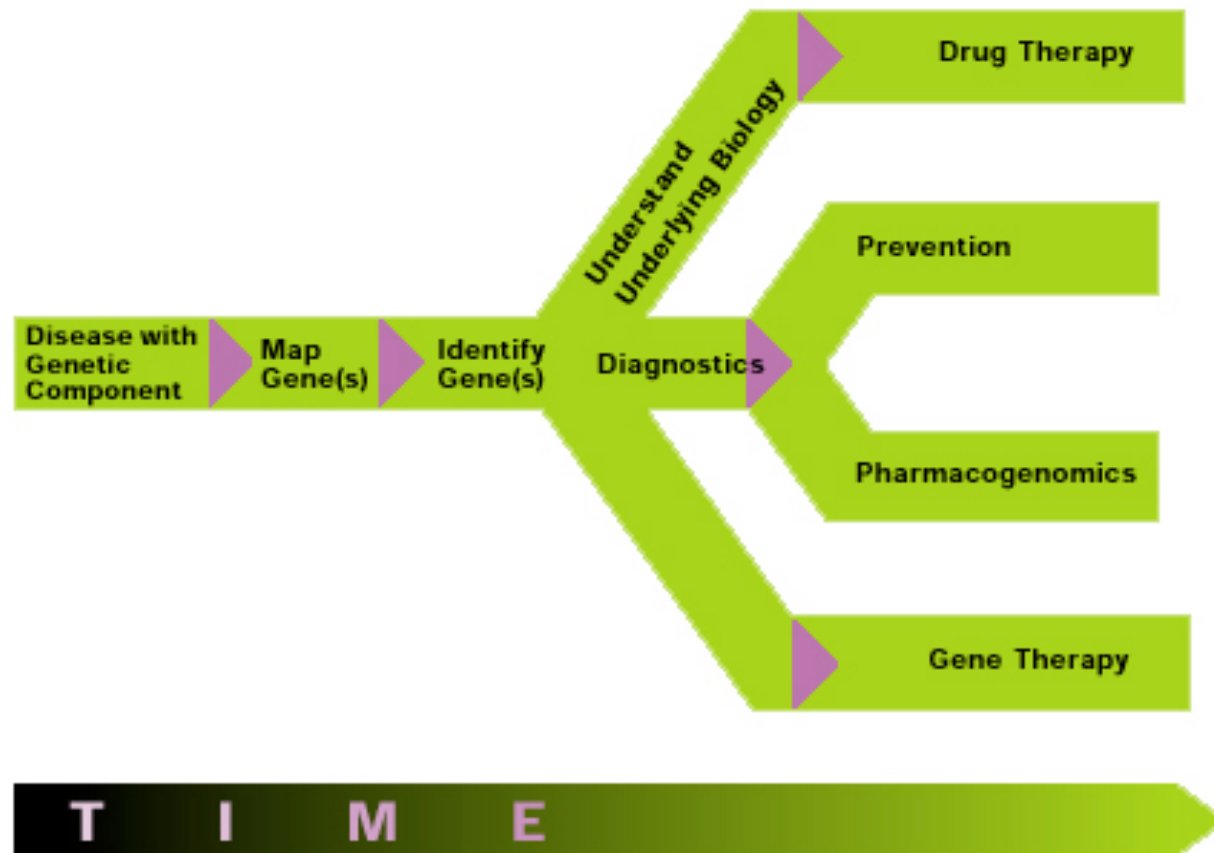 Drug Therapy
Understand
Underlying Biology
Prevention
Disease with
Genetic
Component
Map
Gene(s)
Identify
Gene(s)
Diagnostics
Pharmacogenomics
Gene Therapy
T I M E